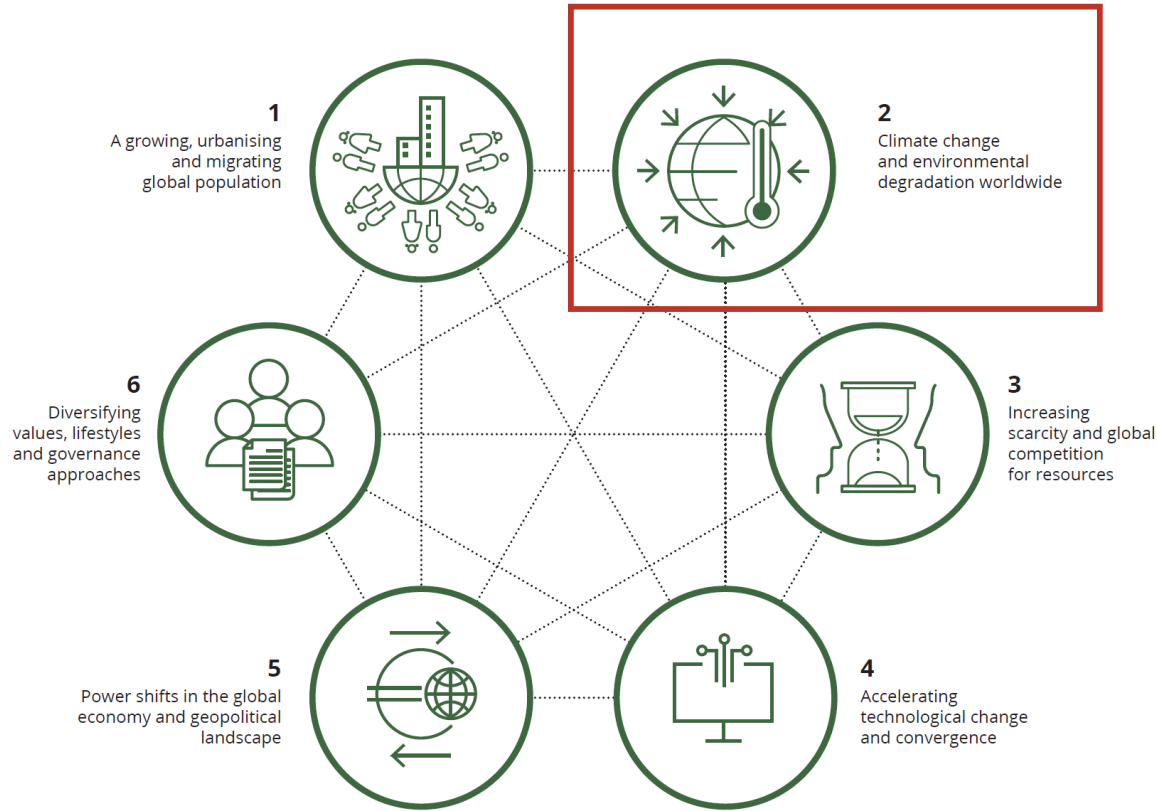 1
A growing, urbanising
and migrating
global population
2
Climate change
and environmental
degradation worldwide
3
Increasing
scarcity and global
competition
for resources
4
Accelerating
technological change
and convergence
5
Power shifts in the global
economy and geopolitical
landscape
6
Diversifying
values, lifestyles
and governance
approaches